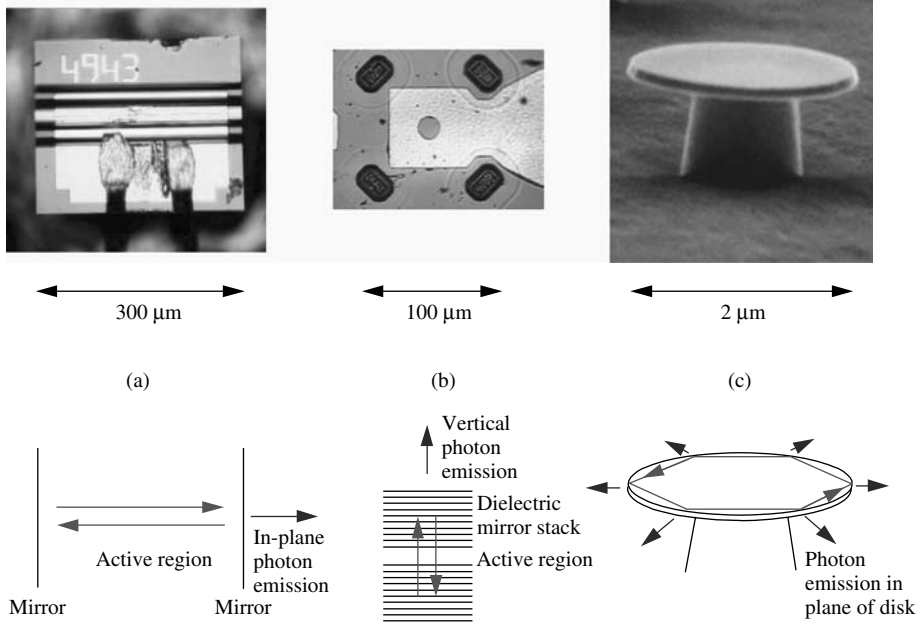 4943
300 μm
100 μm
2 μm
(a)
(b)
(c)
Mirror
Active region
Mirror
In-plane
photon
emission
Vertical
photon
emission
Dielectric
mirror stack
Active region
Photon
emission in
plane of disk